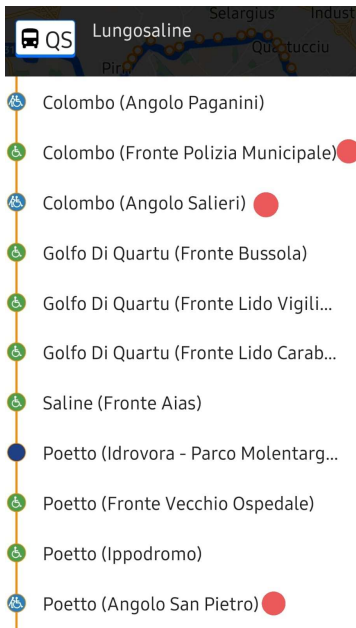 Selargius
Indust
QS
Lungosaline
Quartucciu
Colombo (Angolo Paganini)
Colombo (Fronte Polizia Municipale)
Colombo (Angolo Salieri)
Golfo Di Quartu (Fronte Bussola)
Golfo Di Quartu (Fronte Lido Vigili...
Golfo Di Quartu (Fronte Lido Carab...
Saline (Fronte Aias)
Poetto (Idrovora - Parco Molentarg...
Poetto (Fronte Vecchio Ospedale)
Poetto (Ippodromo)
Poetto (Angolo San Pietro)